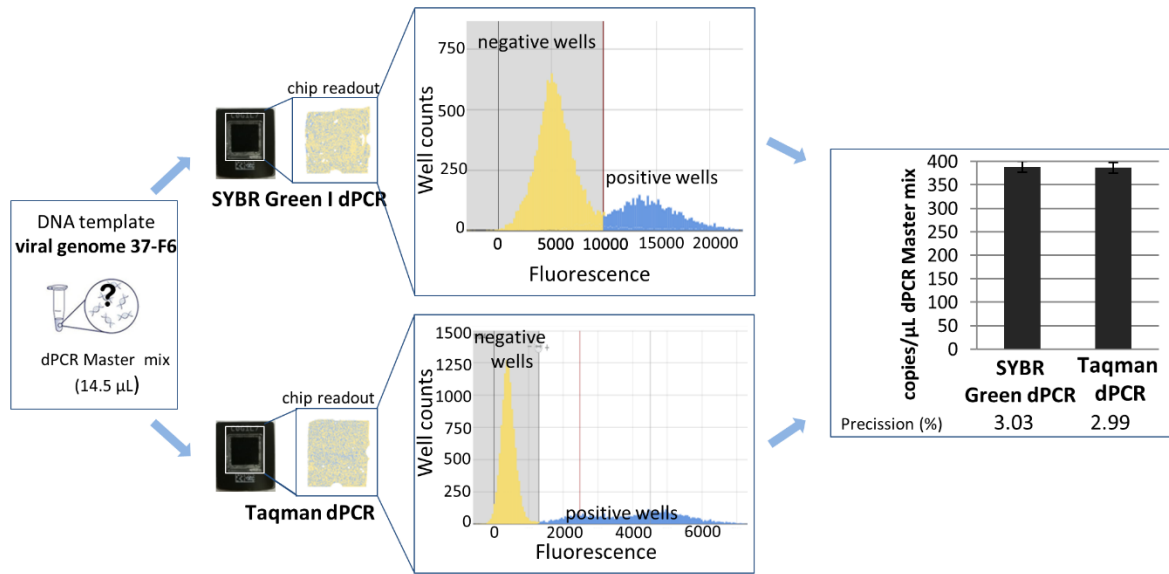 DNA template
viral genome 37-F6
?
dPCR Master mix
(14.5 µL)
chip readout
SYBR Green I dPCR
chip readout
Taqman dPCR
negative wells
positive wells
Well counts
750
500
250
0
0 5000 10000 15000 20000
Fluorescence
negative
wells
positive wells
Well counts
1500
1250
1000
750
500
250
0
0 2000 4000 6000
Fluorescence
copies/µL dPCR Master mix
400
350
300
250
200
150
100
50
0
SYBR
Green dPCR
Taqman
dPCR
Precission (%) 3.03 2.99